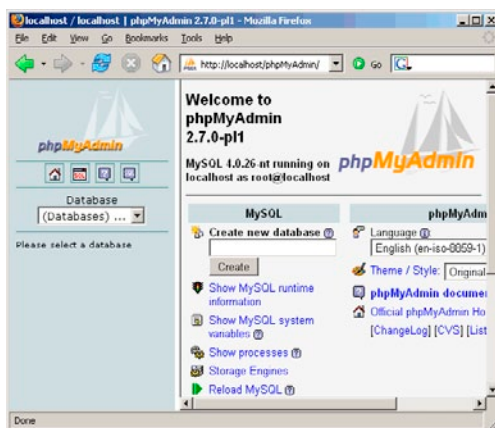 localhost / localhost | phpMyAdmin 2.7.0-pl1 - Mozilla Firefox
File Edit View Go Bookmarks Tools Help
http://localhost/phpMyAdmin/ Go G
phpMyAdmin
Database
(Databases) ...
Please select a database
Welcome to
phpMyAdmin
2.7.0-pl1
MySQL 4.0.26-nt running on
localhost as root@localhost
phpMyAdmin
MySQL
Create new database
Create
Show MySQL runtime
information
Show MySQL system
variables
Show processes
Storage Engines
Reload MySQL
phpMyAdm
Language
English (en-iso-8859-1)
Theme / Style: Original
phpMyAdmin documen
Official phpMyAdmin Ho
[ChangeLog] [CVS] [List
Done